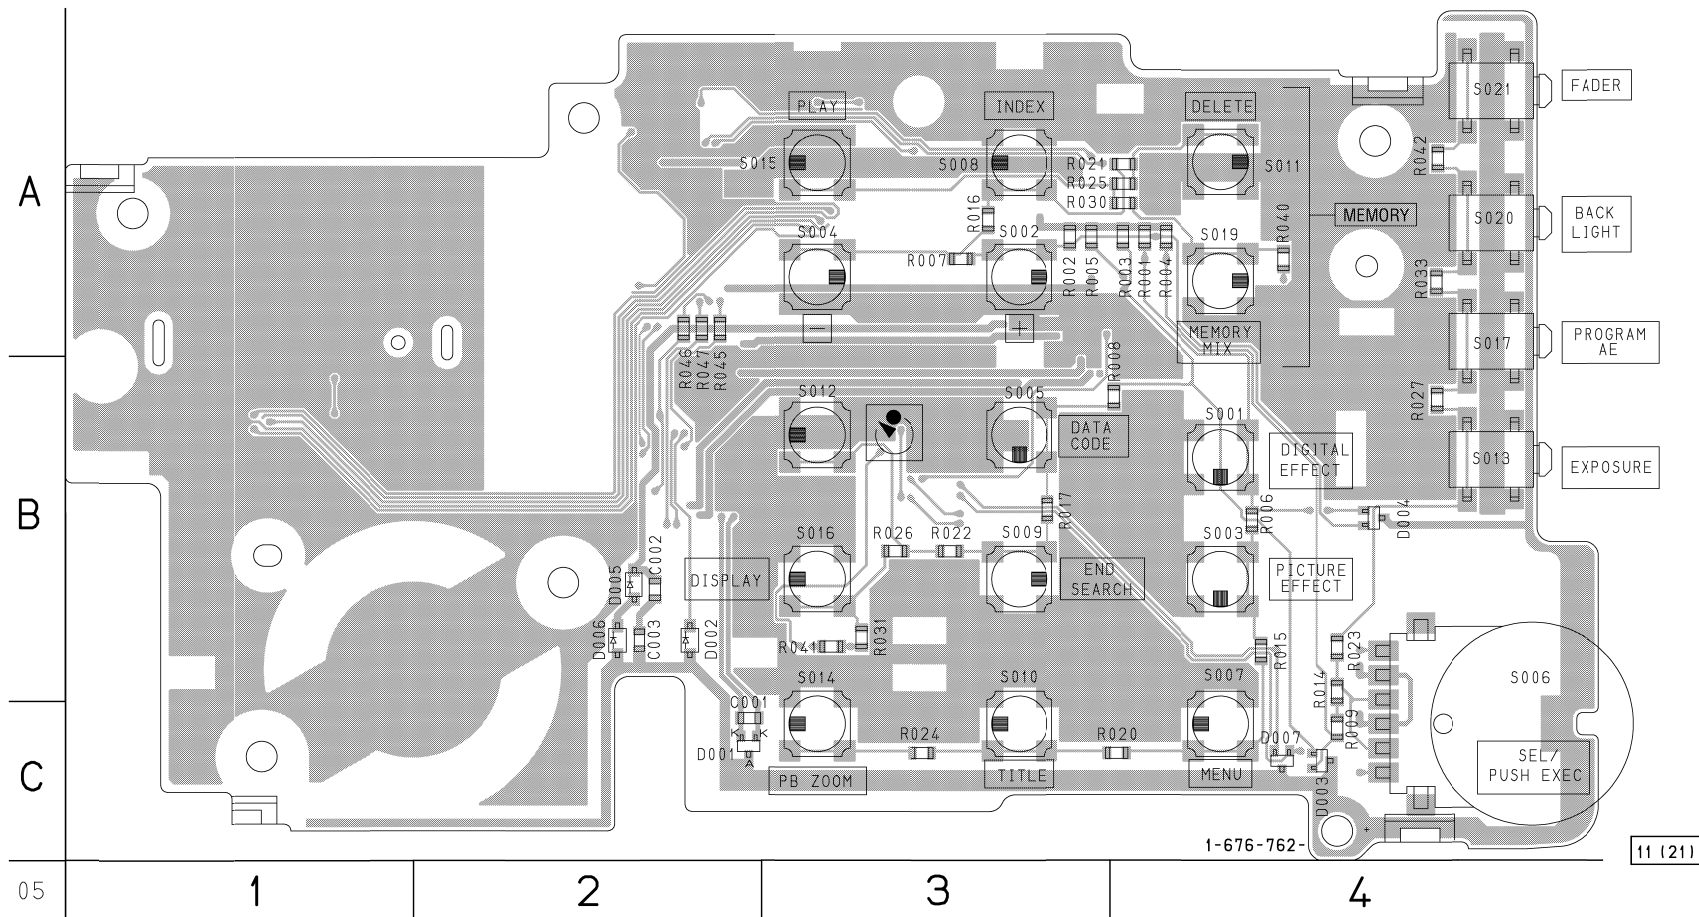 FADER
S021
PLAY
INDEX
DELETE
R042
S015
S008
R021
S011
R025
R030
A
R016
R040
MEMORY
S020
BACK
LIGHT
S004
S002
S019
R007
R002
R005
R003
R001
R004
R033
—
+
MEMORY
MIX
S017
PROGRAM
AE
R046
R047
R045
R008
R027
S012
S005
DATA
CODE
S001
DIGITAL
EFFECT
S013
EXPOSURE
B
R017
R006
D004
S016
R026
R022
S009
S003
C002
D005
DISPLAY
END
SEARCH
PICTURE
EFFECT
D006
C003
D002
R041
R031
R015
R023
S014
S010
S007
R014
S006
C001
R009
K
K
D001
A
R024
R020
D007
C
PB ZOOM
TITLE
MENU
D003
SEL/
PUSH EXEC
1-676-762-
+
11 (21)
05
1
2
3
4